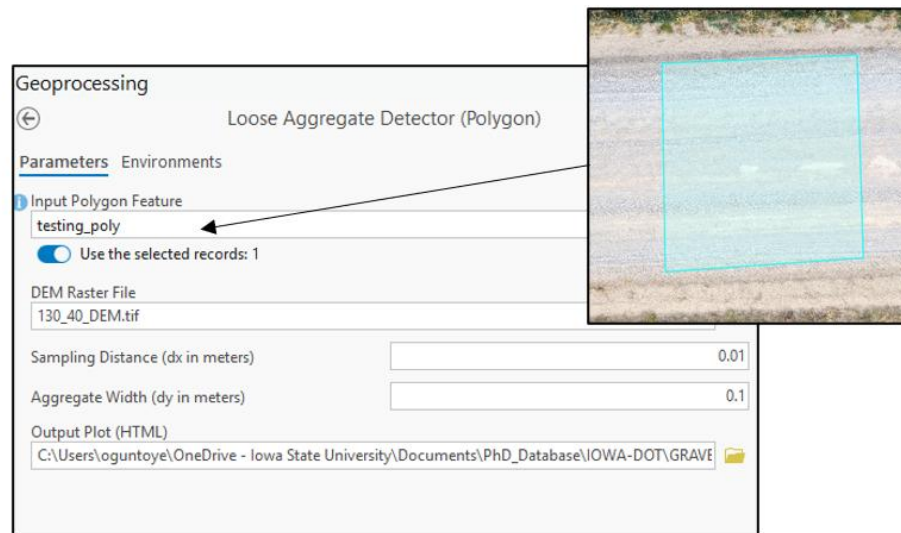 Geoprocessing
Loose Aggregate Detector (Polygon)
Parameters Environments
Input Polygon Feature
testing_poly
Use the selected records: 1
DEM Raster File
130_40_DEM.tif
Sampling Distance (dx in meters) 0.01
Aggregate Width (dy in meters) 0.1
Output Plot (HTML)
C:\Users\oguntoye\OneDrive - Iowa State University\Documents\PhD_Database\IOWA-DOT\GRAVE